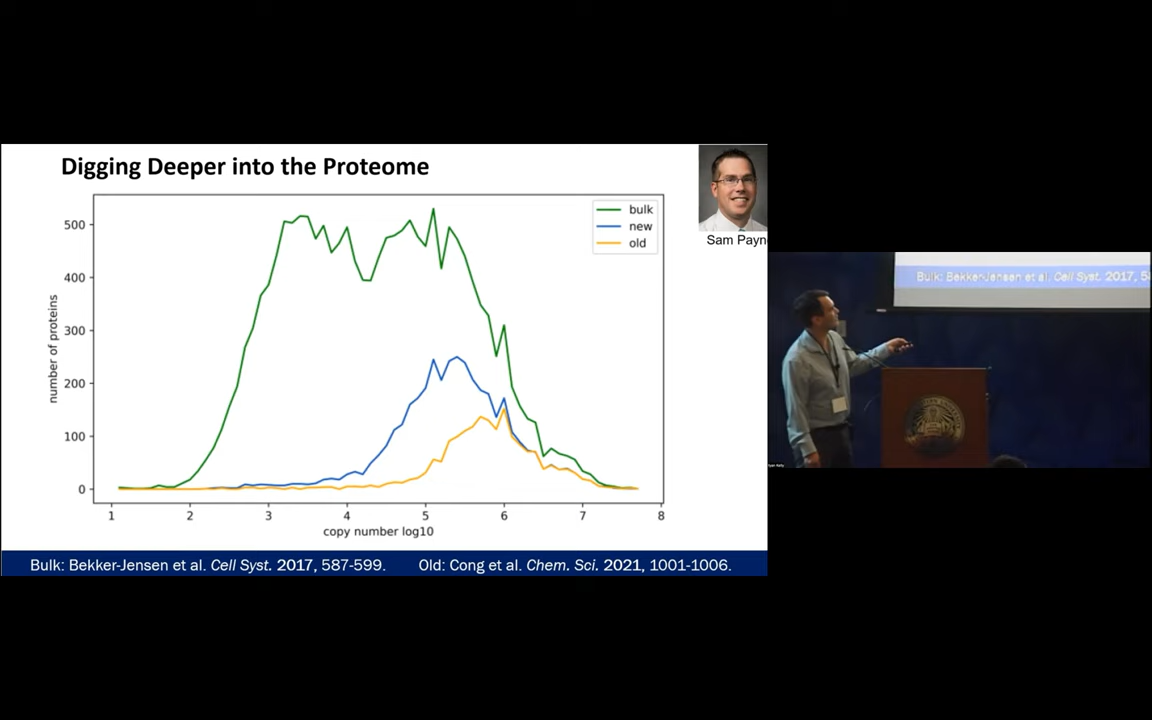 Digging Deeper into the Proteome
Sam Payn
bulk
new
old
500
400
300
200
100
0
number of proteins
1 2 3 4 5 6 7 8
copy number log10
Bulk: Bekker-Jensen et al. Cell Syst. 2017, 587-599. Old: Cong et al. Chem. Sci. 2021, 1001-1006.
Bulk: Bekker-Jensen et al. Cell Syst. 2017, 5
Ryan Kelly